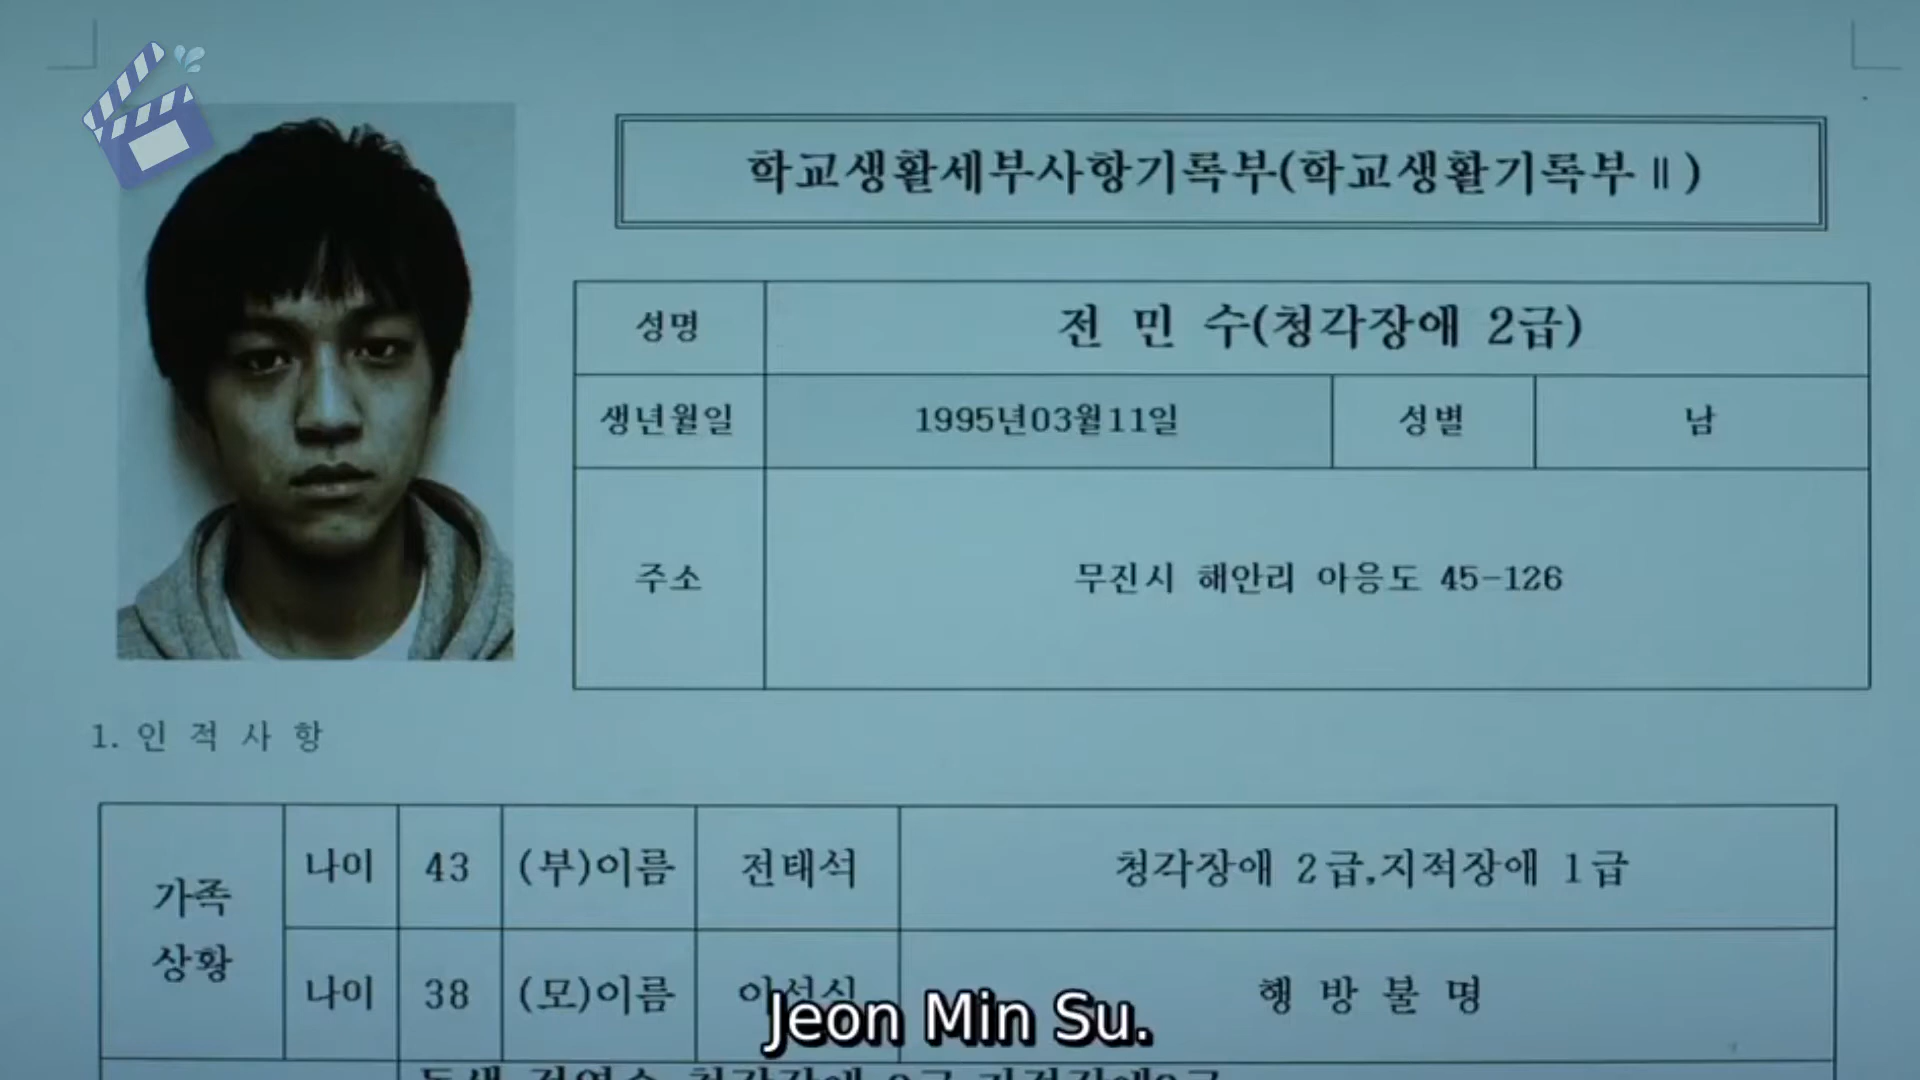 학교생활세부사항기록부(학교생활기록부Ⅱ)
성명 전 민 수(청각장애 2급)
생년월일 1995년03월11일 성별 남
주소 무진시 해안리 아응도 45-126
1. 인 적 사 항
가족 상황
나이 43 (부)이름 전태석 청각장애 2급,지적장애 1급
나이 38 (모)이름 행 방 불 명
Jeon Min Su.